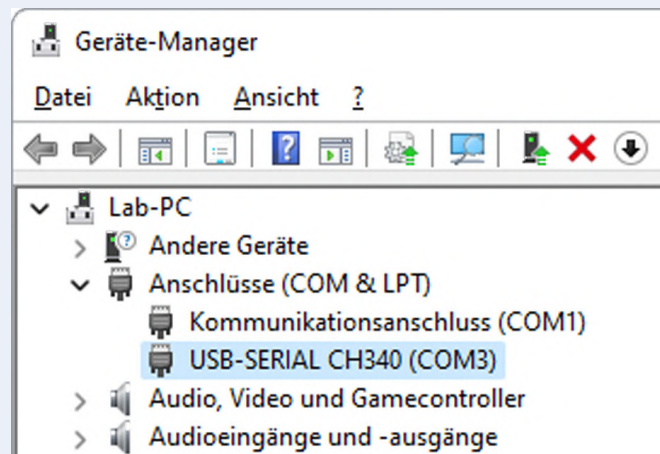 Geräte-Manager
Datei Aktion Ansicht ?
Lab-PC
Andere Geräte
Anschlüsse (COM & LPT)
Kommunikationsanschluss (COM1)
USB-SERIAL CH340 (COM3)
Audio, Video und Gamecontroller
Audioeingänge und -ausgänge